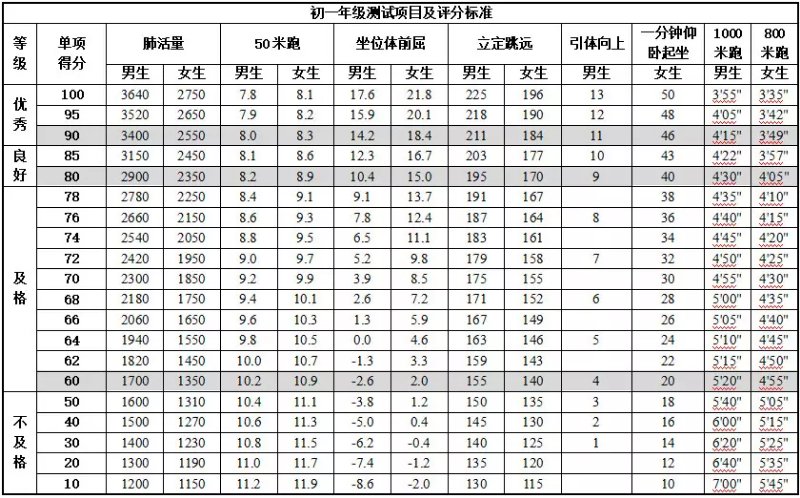 初一年级测试项目及评分标准
等级 单项得分 肺活量 50米跑 坐位体前屈 立定跳远 引体向上 一分钟仰卧起坐 1000米跑 800米跑
男生 女生 男生 女生 男生 女生 男生 女生 男生 女生 男生 女生
优秀 100 3640 2750 7.8 8.1 17.6 21.8 225 196 13 50 3'55" 3'35"
95 3520 2650 7.9 8.2 15.9 20.1 218 190 12 48 4'05" 3'42"
90 3400 2550 8.0 8.3 14.2 18.4 211 184 11 46 4'15" 3'49"
良好 85 3150 2450 8.1 8.6 12.3 16.7 203 177 10 43 4'22" 3'57"
80 2900 2350 8.2 8.9 10.4 15.0 195 170 9 40 4'30" 4'05"
及格 78 2780 2250 8.4 9.1 9.1 13.7 191 167 38 4'35" 4'10"
76 2660 2150 8.6 9.3 7.8 12.4 187 164 8 36 4'40" 4'15"
74 2540 2050 8.8 9.5 6.5 11.1 183 161 34 4'45" 4'20"
72 2420 1950 9.0 9.7 5.2 9.8 179 158 7 32 4'50" 4'25"
70 2300 1850 9.2 9.9 3.9 8.5 175 155 30 4'55" 4'30"
68 2180 1750 9.4 10.1 2.6 7.2 171 152 6 28 5'00" 4'35"
66 2060 1650 9.6 10.3 1.3 5.9 167 149 26 5'05" 4'40"
64 1940 1550 9.8 10.5 0.0 4.6 163 146 5 24 5'10" 4'45"
62 1820 1450 10.0 10.7 -1.3 3.3 159 143 22 5'15" 4'50"
60 1700 1350 10.2 10.9 -2.6 2.0 155 140 4 20 5'20" 4'55"
不及格 50 1600 1310 10.4 11.1 -3.8 1.2 150 135 3 18 5'40" 5'05"
40 1500 1270 10.6 11.3 -5.0 0.4 145 130 2 16 6'00" 5'15"
30 1400 1230 10.8 11.5 -6.2 -0.4 140 125 1 14 6'20" 5'25"
20 1300 1190 11.0 11.7 -7.4 -1.2 135 120 12 6'40" 5'35"
10 1200 1150 11.2 11.9 -8.6 -2.0 130 115 10 7'00" 5'45"